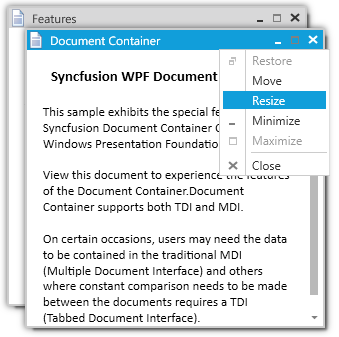 Features
Document Container
Syncfusion WPF Document
Restore
Move
Resize
Minimize
Maximize
Close
This sample exhibits the special fe
Syncfusion Document Container C
Windows Presentation Foundatio
View this document to experience the features
of the Document Container.Document
Container supports both TDI and MDI.
On certain occasions, users may need the data
to be contained in the traditional MDI
(Multiple Document Interface) and others
where constant comparison needs to be made
between the documents requires a TDI
(Tabbed Document Interface).